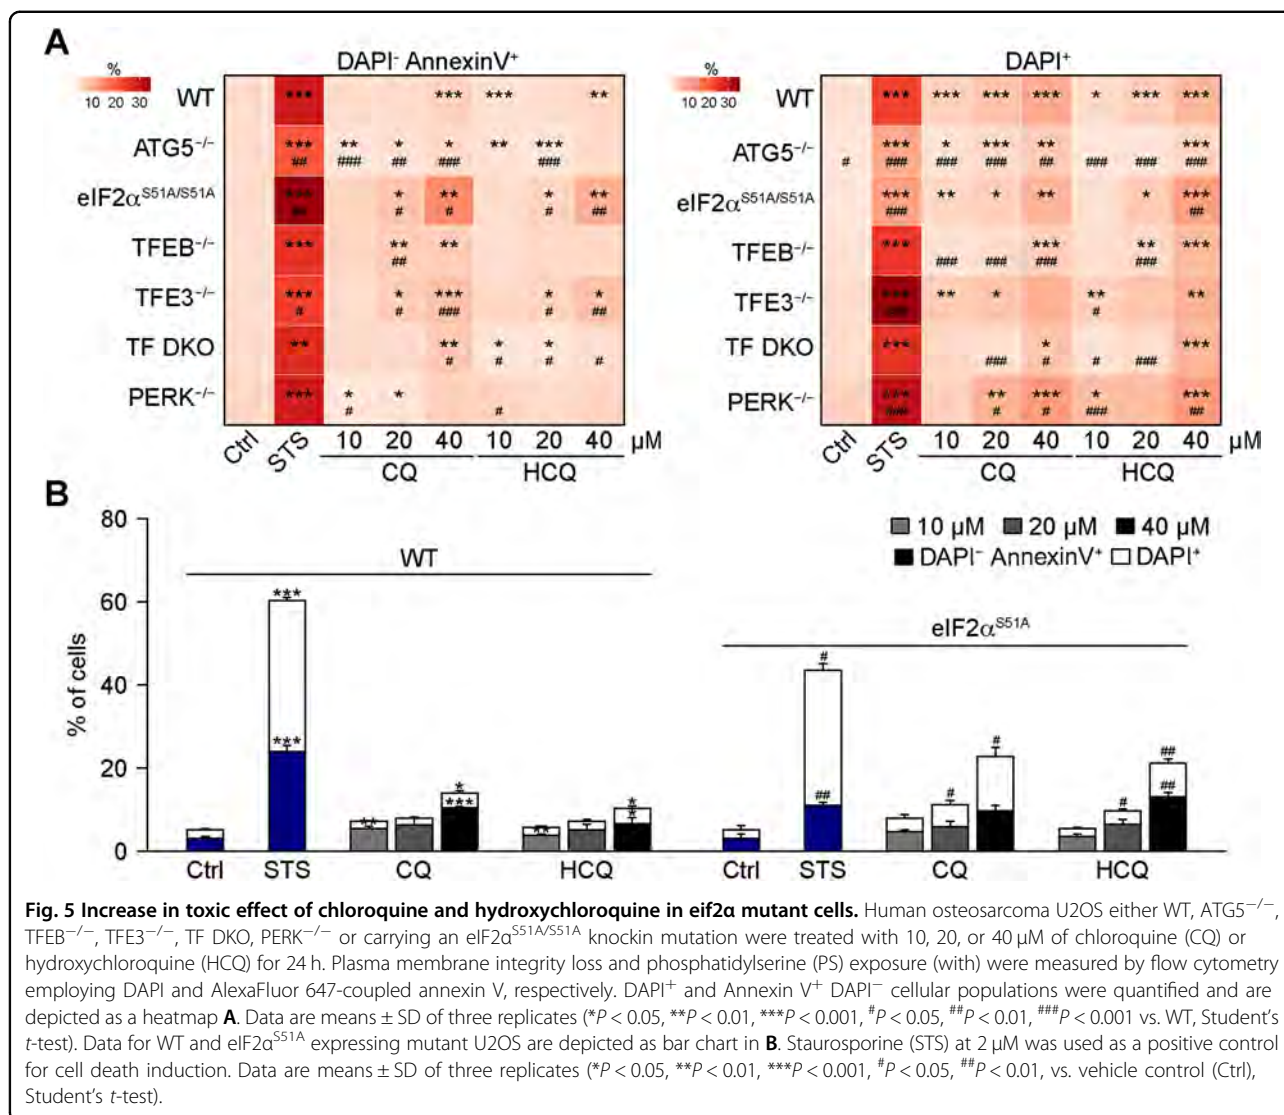 A
DAPI⁻ AnnexinV⁺
%
10 20 30
WT *** *** *** **
ATG5⁻/⁻ *** ** * * ** ***
## ### ## ### ###
eIF2α^S51A/S51A *** * ** * **
## # # # ##
TFEB⁻/⁻ *** ** **
##
TFE3⁻/⁻ *** * *** * *
# # ### # ##
TF DKO ** ** * *
# # # #
PERK⁻/⁻ *** * *
# #
Ctrl STS 10 20 40 10 20 40 µM
CQ HCQ
DAPI⁺
%
10 20 30
WT *** *** *** *** * *** ***
ATG5⁻/⁻ *** * *** ** ***
# ### ### ### ## ### ### ###
eIF2α^S51A/S51A *** ** * ** * ***
### ##
TFEB⁻/⁻ *** *** ** ***
### ### ### ###
TFE3⁻/⁻ *** ** * ** **
### #
TF DKO *** * ***
### # # ###
PERK⁻/⁻ *** ** *** * ***
### # # ### ##
Ctrl STS 10 20 40 10 20 40 µM
CQ HCQ
B
% of cells
80
60
40
20
0
10 µM 20 µM 40 µM
DAPI⁻ AnnexinV⁺ DAPI⁺
WT
*** *** ** * *** ** * *
eIF2α^S51A
# ## # # # ## ##
Ctrl STS CQ HCQ Ctrl STS CQ HCQ
Fig. 5 Increase in toxic effect of chloroquine and hydroxychloroquine in eif2α mutant cells. Human osteosarcoma U2OS either WT, ATG5⁻/⁻,
TFEB⁻/⁻, TFE3⁻/⁻, TF DKO, PERK⁻/⁻ or carrying an eIF2α^S51A/S51A knockin mutation were treated with 10, 20, or 40 µM of chloroquine (CQ) or
hydroxychloroquine (HCQ) for 24 h. Plasma membrane integrity loss and phosphatidylserine (PS) exposure (with) were measured by flow cytometry
employing DAPI and AlexaFluor 647-coupled annexin V, respectively. DAPI⁺ and Annexin V⁺ DAPI⁻ cellular populations were quantified and are
depicted as a heatmap A. Data are means ± SD of three replicates (*P < 0.05, **P < 0.01, ***P < 0.001, #P < 0.05, ##P < 0.01, ###P < 0.001 vs. WT, Student's
t-test). Data for WT and eIF2α^S51A expressing mutant U2OS are depicted as bar chart in B. Staurosporine (STS) at 2 µM was used as a positive control
for cell death induction. Data are means ± SD of three replicates (*P < 0.05, **P < 0.01, ***P < 0.001, #P < 0.05, ##P < 0.01, vs. vehicle control (Ctrl),
Student's t-test).